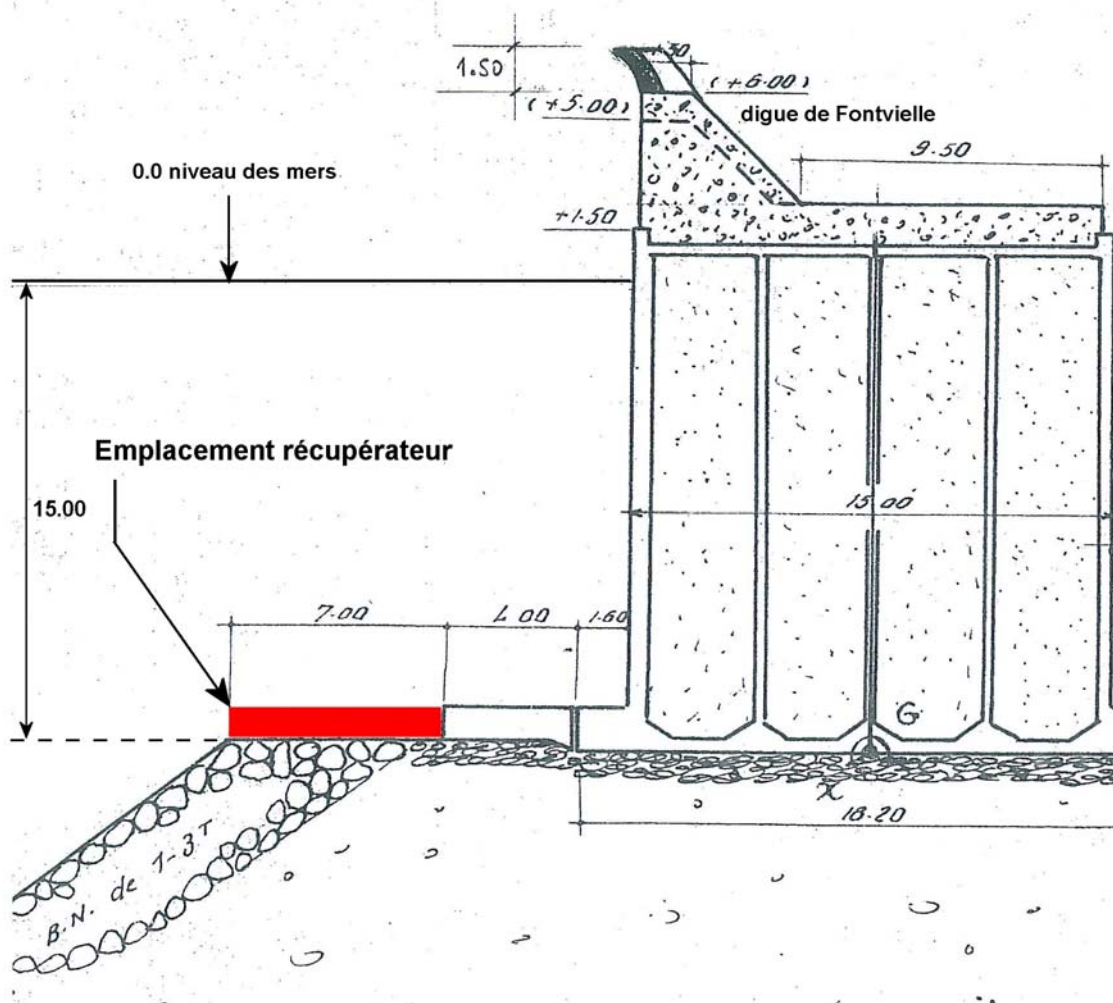 1.50
.50
(+6.00)
(+5.00)
digue de Fontvielle
9.50
0.0 niveau des mers
+1.50
Emplacement récupérateur
15.00
15.00
7.00
4.00
1.60
G
x
18.20
B.N. de 1-3T